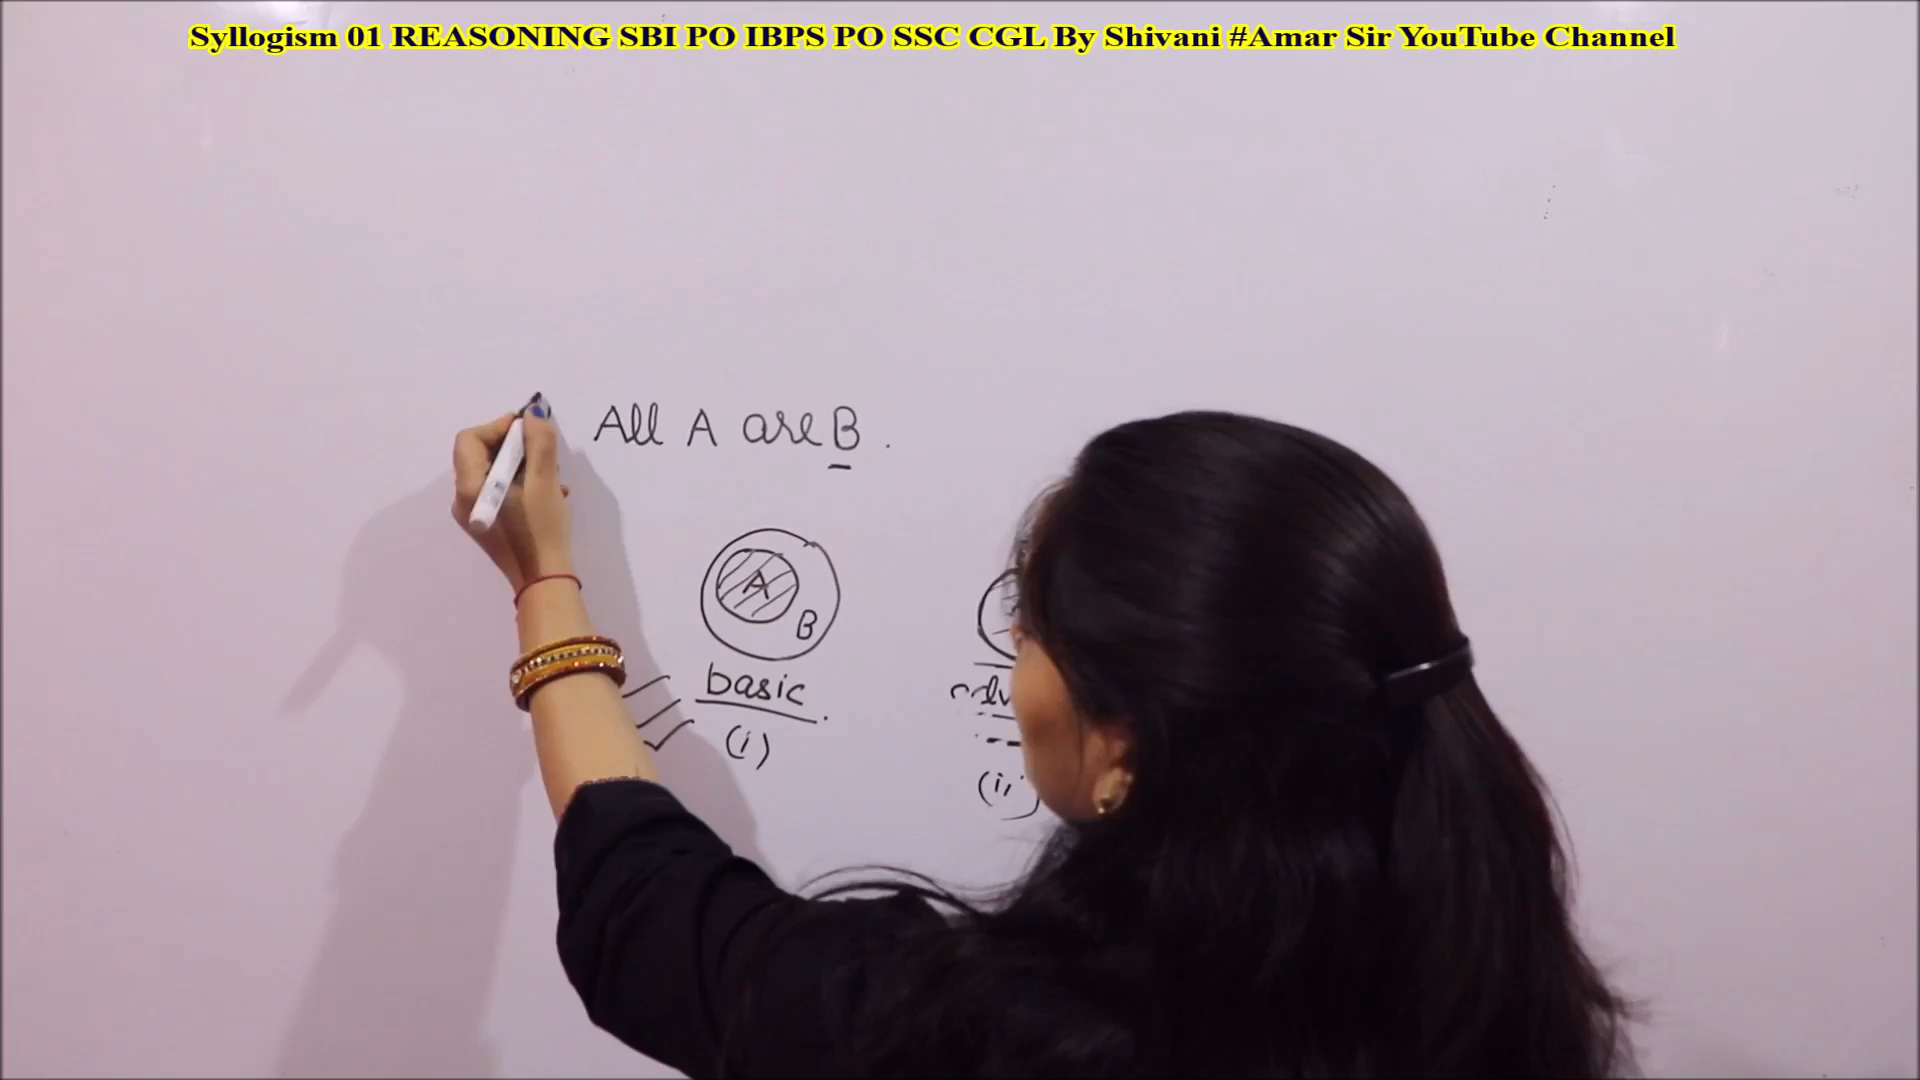 Syllogism 01 REASONING SBI PO IBPS PO SSC CGL By Shivani #Amar Sir YouTube Channel
All A are B.
A
B
basic
(i)
(ii)